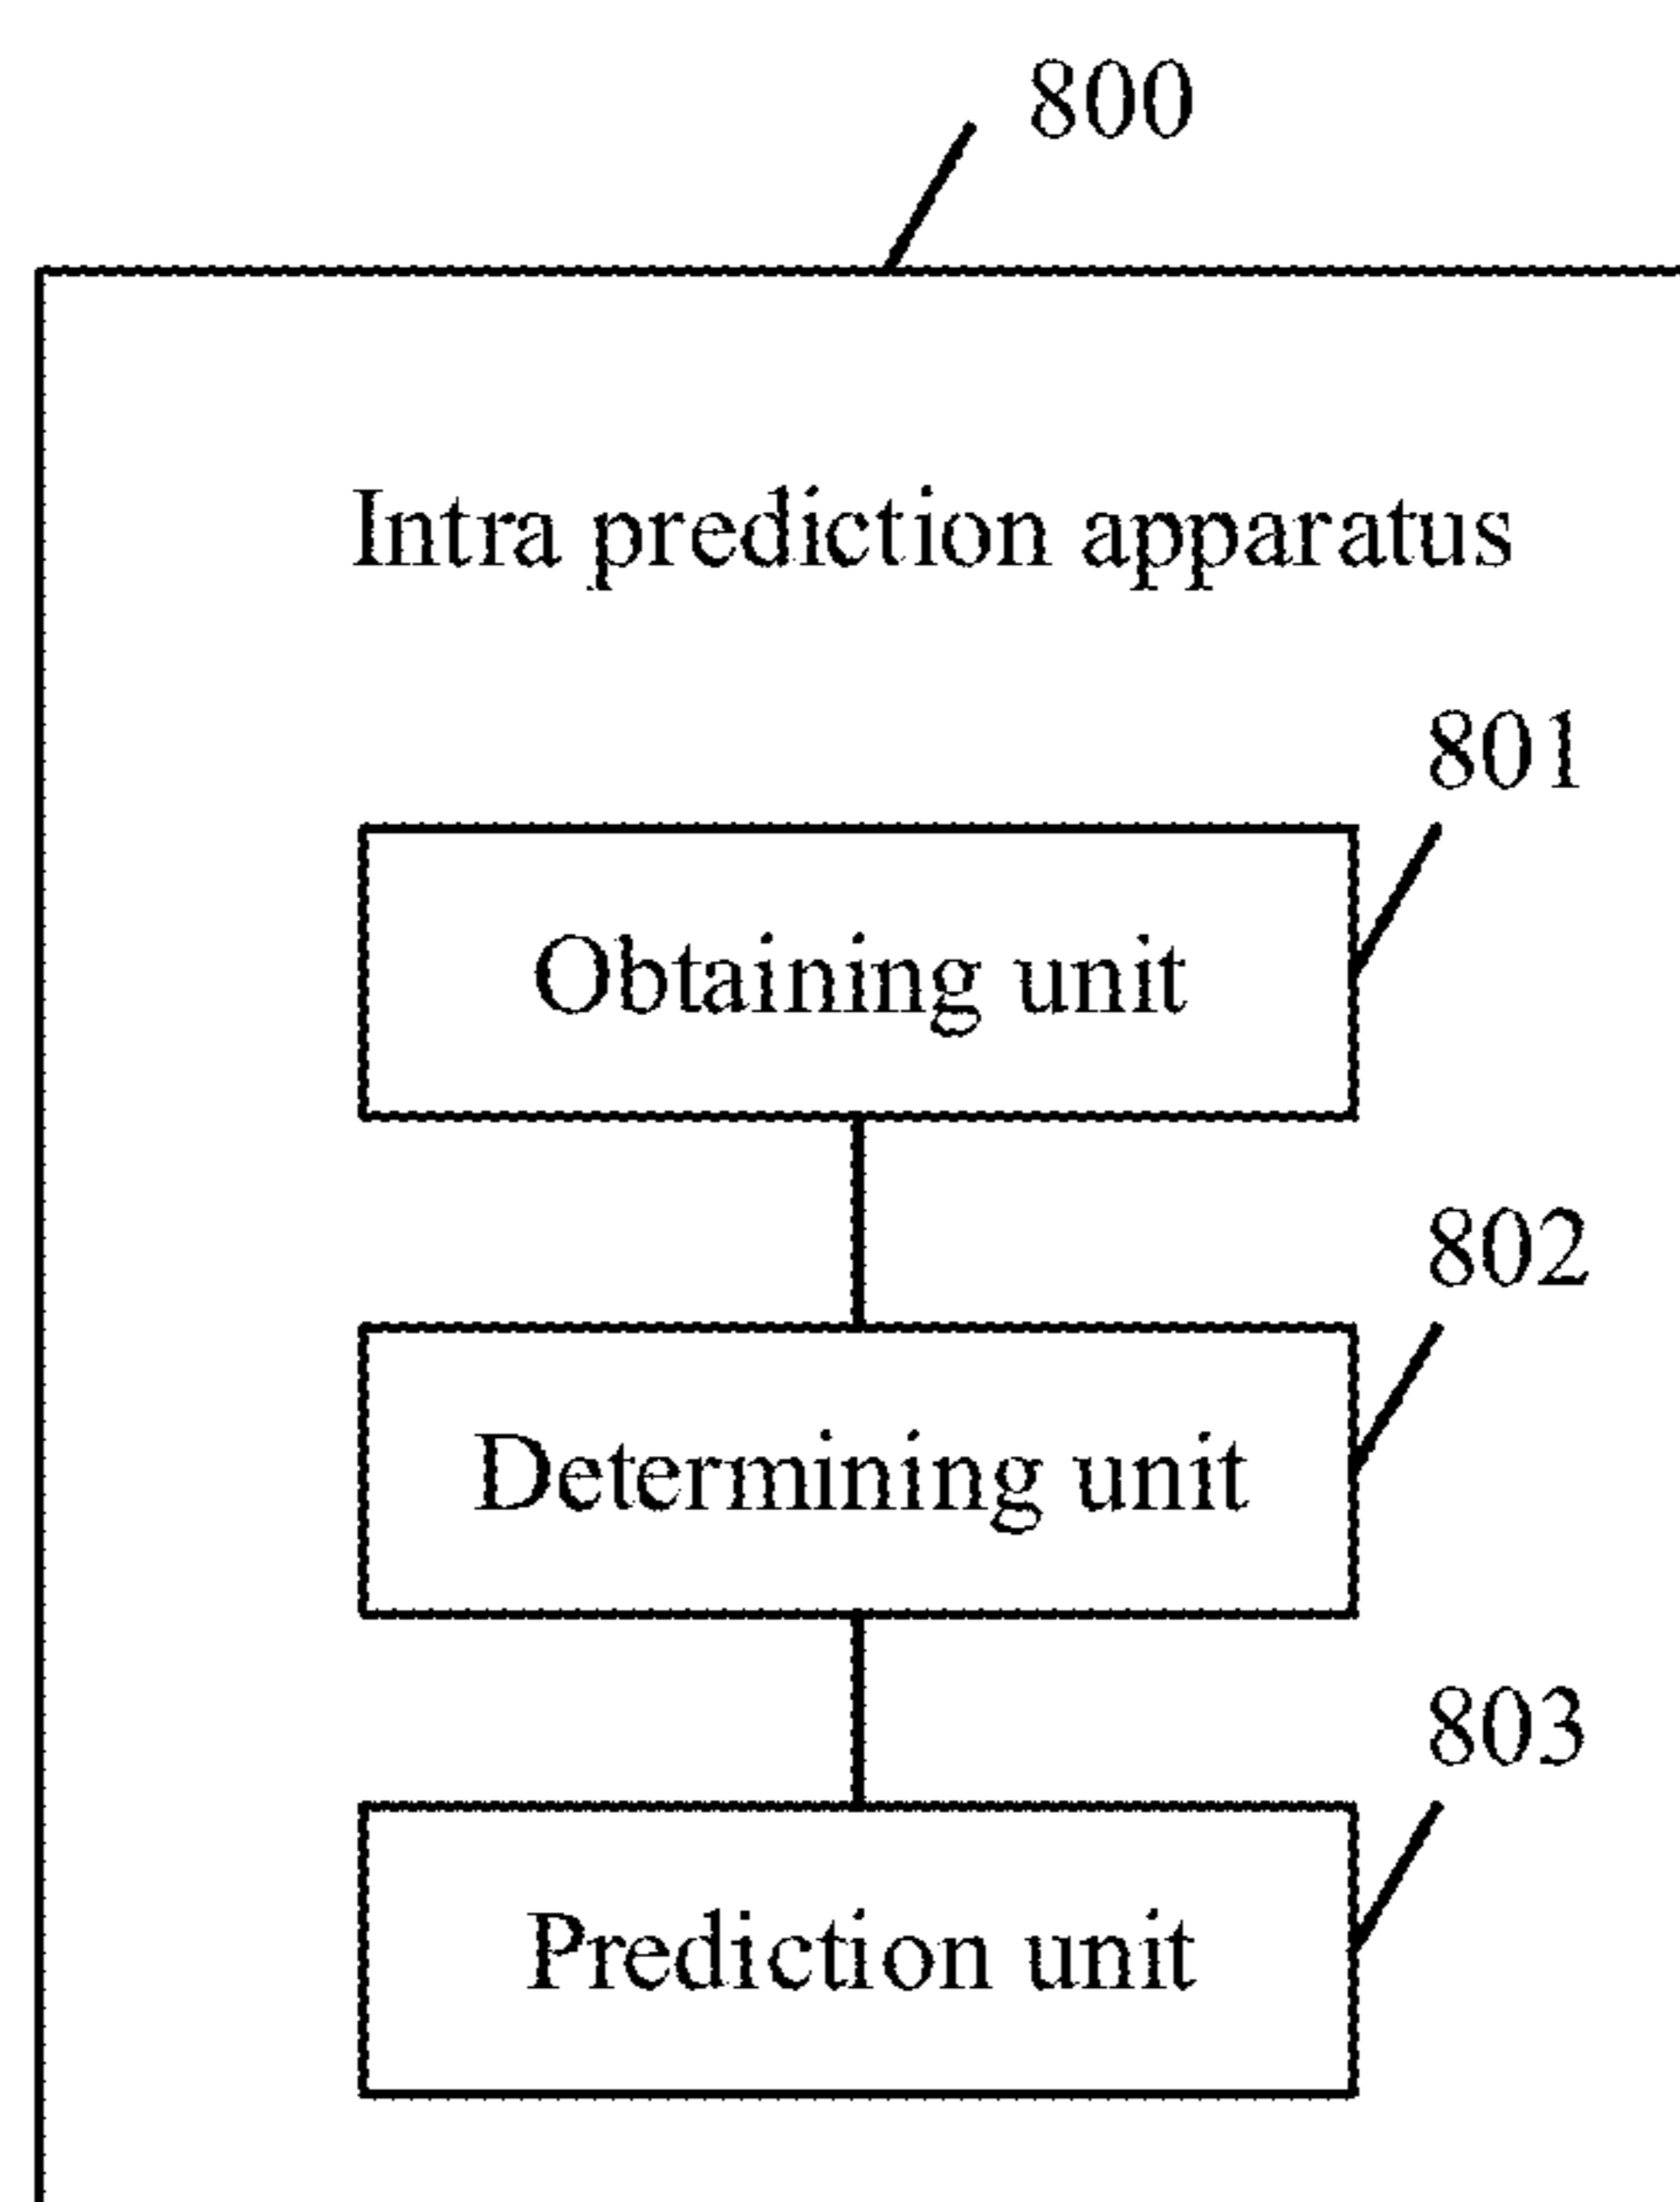 800
Intra prediction apparatus
801
Obtaining unit
802
Determining unit
803
Prediction unit